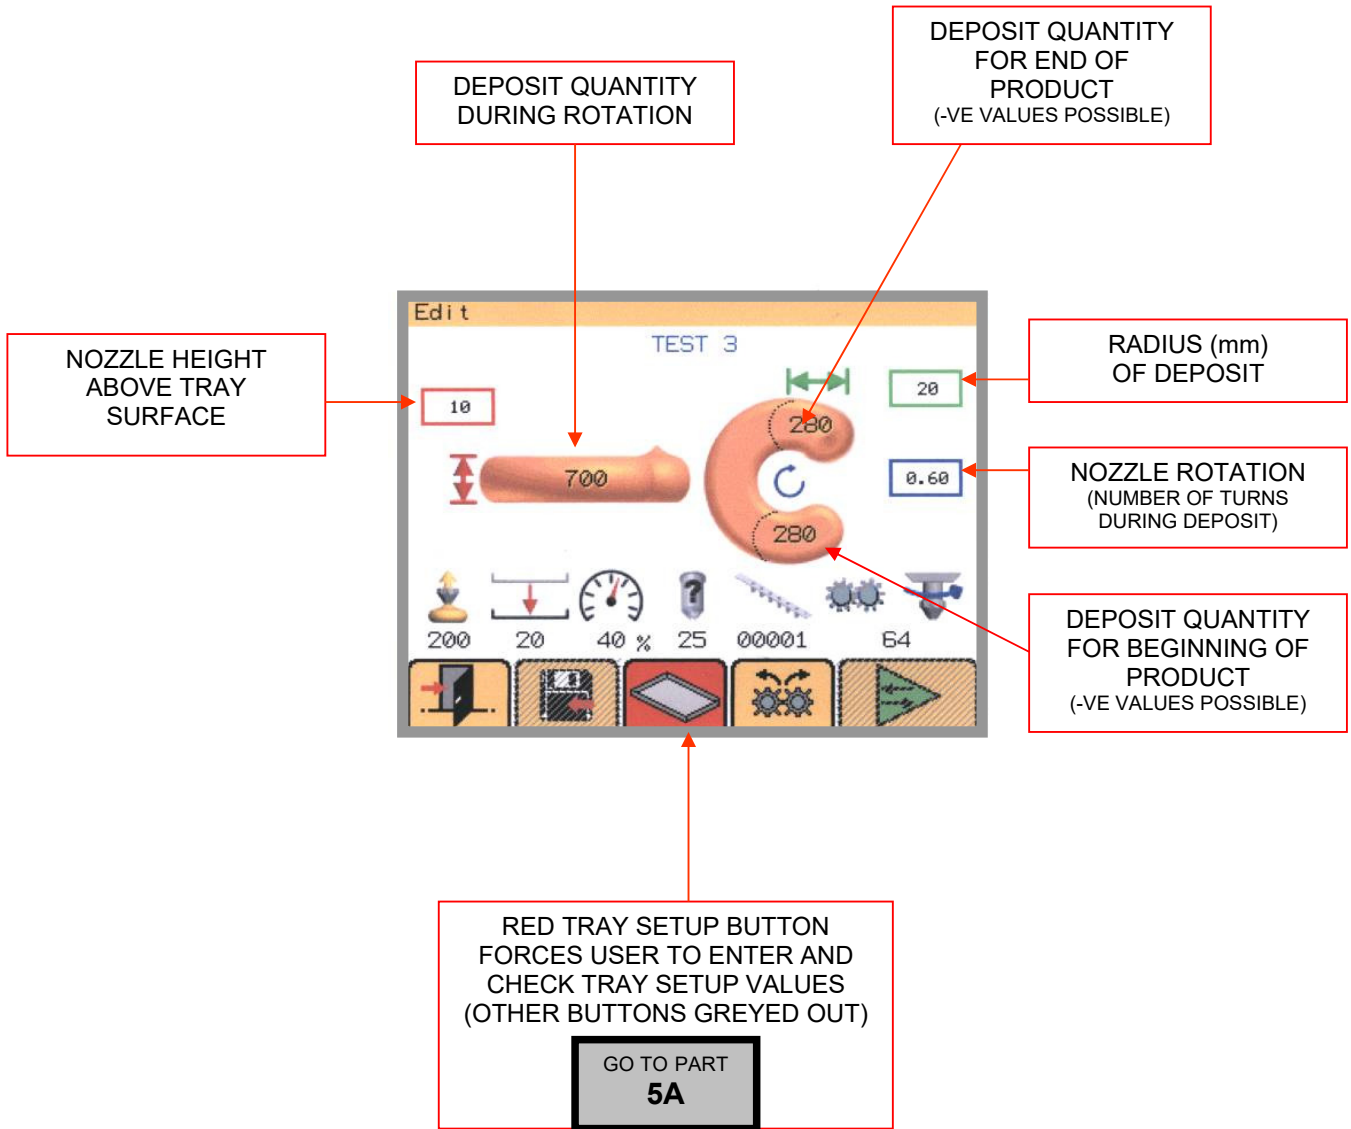 DEPOSIT QUANTITY
FOR END OF
PRODUCT
(-VE VALUES POSSIBLE)
DEPOSIT QUANTITY
DURING ROTATION
NOZZLE HEIGHT
ABOVE TRAY
SURFACE
Edit
TEST 3
10
20
280
700
0.60
280
200 20 40 % 25 00001 64
RADIUS (mm)
OF DEPOSIT
NOZZLE ROTATION
(NUMBER OF TURNS
DURING DEPOSIT)
DEPOSIT QUANTITY
FOR BEGINNING OF
PRODUCT
(-VE VALUES POSSIBLE)
RED TRAY SETUP BUTTON
FORCES USER TO ENTER AND
CHECK TRAY SETUP VALUES
(OTHER BUTTONS GREYED OUT)
GO TO PART
5A